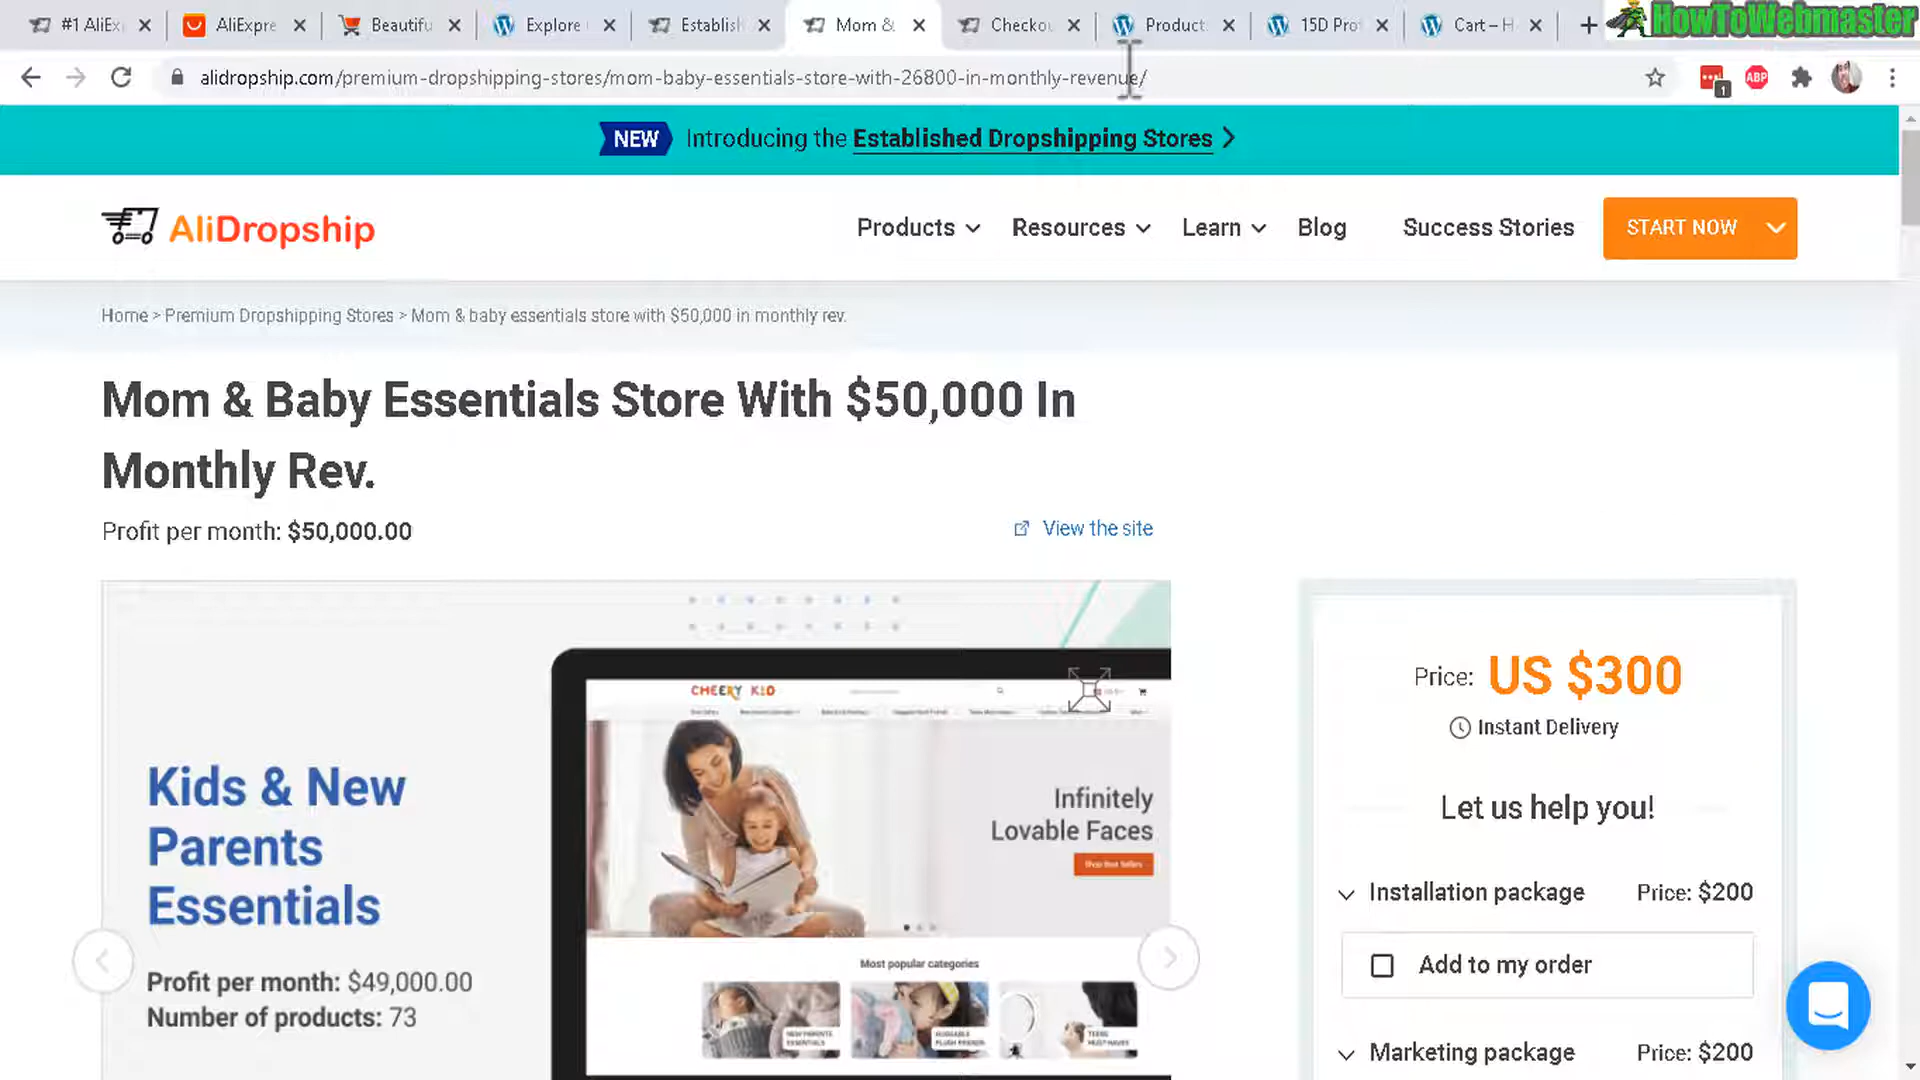 #1 AliEx
AliExpre
Beautifu
Explore
Establish
Mom &
Checkou
Product
15D Pro
Cart – H
HowToWebmaster
alidropship.com/premium-dropshipping-stores/mom-baby-essentials-store-with-26800-in-monthly-revenue/
1
ABP
NEW Introducing the Established Dropshipping Stores
AliDropship
Products
Resources
Learn
Blog
Success Stories
START NOW
Home > Premium Dropshipping Stores > Mom & baby essentials store with $50,000 in monthly rev.
Mom & Baby Essentials Store With $50,000 In
Monthly Rev.
Profit per month: $50,000.00
View the site
Kids & New
Parents
Essentials
Profit per month: $49,000.00
Number of products: 73
CHEERY KID
Infinitely
Lovable Faces
Shop Best Sellers
Most popular categories
NEW PARENTS
ESSENTIALS
HUGGABLE
PLUSH FRIENDS
TEENS
MUST-HAVES
Price: US $300
Instant Delivery
Let us help you!
Installation package Price: $200
Add to my order
Marketing package Price: $200